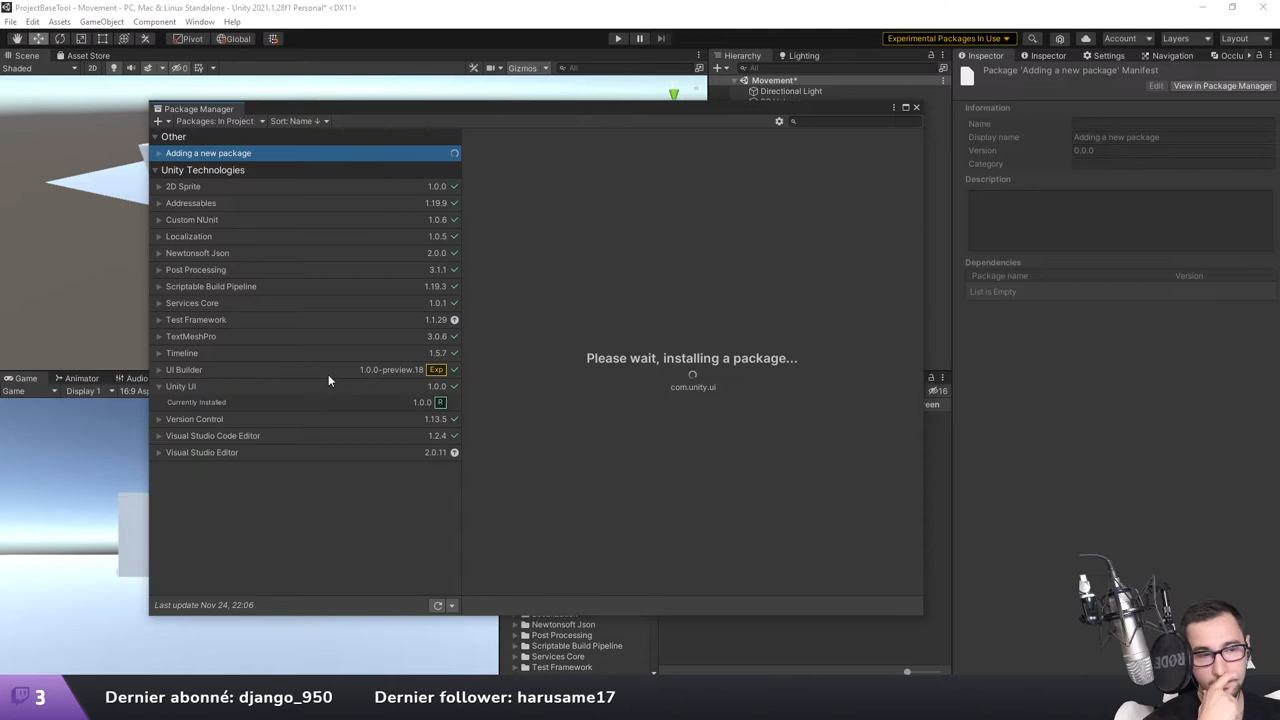 ProjectBaseTool - Movement - PC, Mac & Linux Standalone - Unity 2021.1.28f1 Personal* <DX11>
File Edit Assets GameObject Component Window Help
Pivot Global Experimental Packages In Use Account Layers Layout
Scene Asset Store Hierarchy Lighting Inspector Inspector Settings Navigation Occlu
Shaded 2D 0 Gizmos All All
Movement*
Directional Light
Package 'Adding a new package' Manifest
Edit View in Package Manager
Information
Name
Display name Adding a new package
Version 0.0.0
Category
Description
Dependencies
Package name Version
List is Empty
Package Manager
Packages: In Project Sort: Name ↓
Other
Adding a new package
Unity Technologies
2D Sprite 1.0.0
Addressables 1.19.9
Custom NUnit 1.0.6
Localization 1.0.5
Newtonsoft Json 2.0.0
Post Processing 3.1.1
Scriptable Build Pipeline 1.19.3
Services Core 1.0.1
Test Framework 1.1.29
TextMeshPro 3.0.6
Timeline 1.5.7
UI Builder 1.0.0-preview.18 Exp
Unity UI 1.0.0
Currently Installed 1.0.0 R
Version Control 1.13.5
Visual Studio Code Editor 1.2.4
Visual Studio Editor 2.0.11
Please wait, installing a package...
com.unity.ui
Last update Nov 24, 22:06
Game Animator Audio
Game Display 1 16:9 Asp
16
reen
Newtonsoft Json
Post Processing
Scriptable Build Pipeline
Services Core
Test Framework
RODE
3 Dernier abonné: django_950 Dernier follower: harusame17